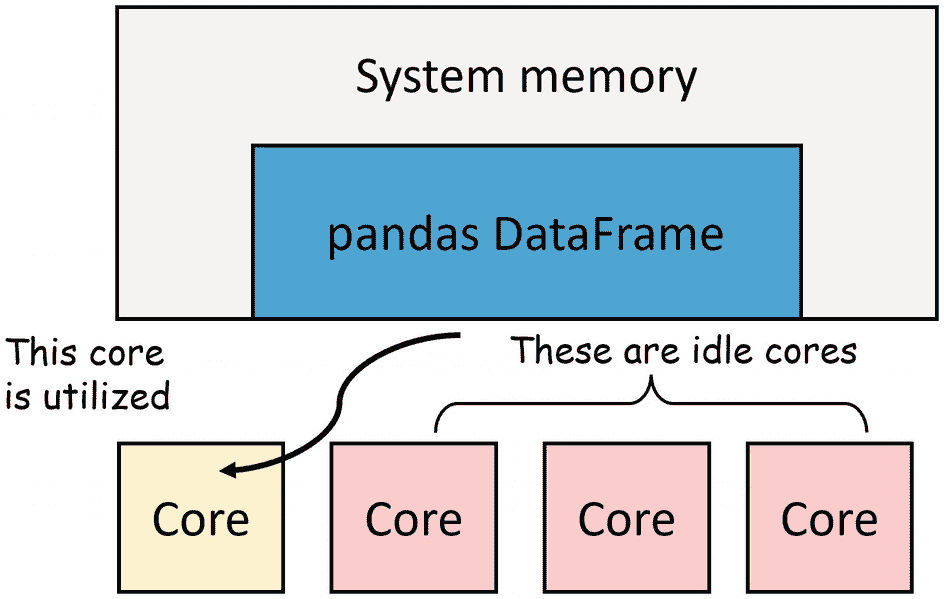 System memory
pandas DataFrame
This core
is utilized
These are idle cores
Core
Core
Core
Core